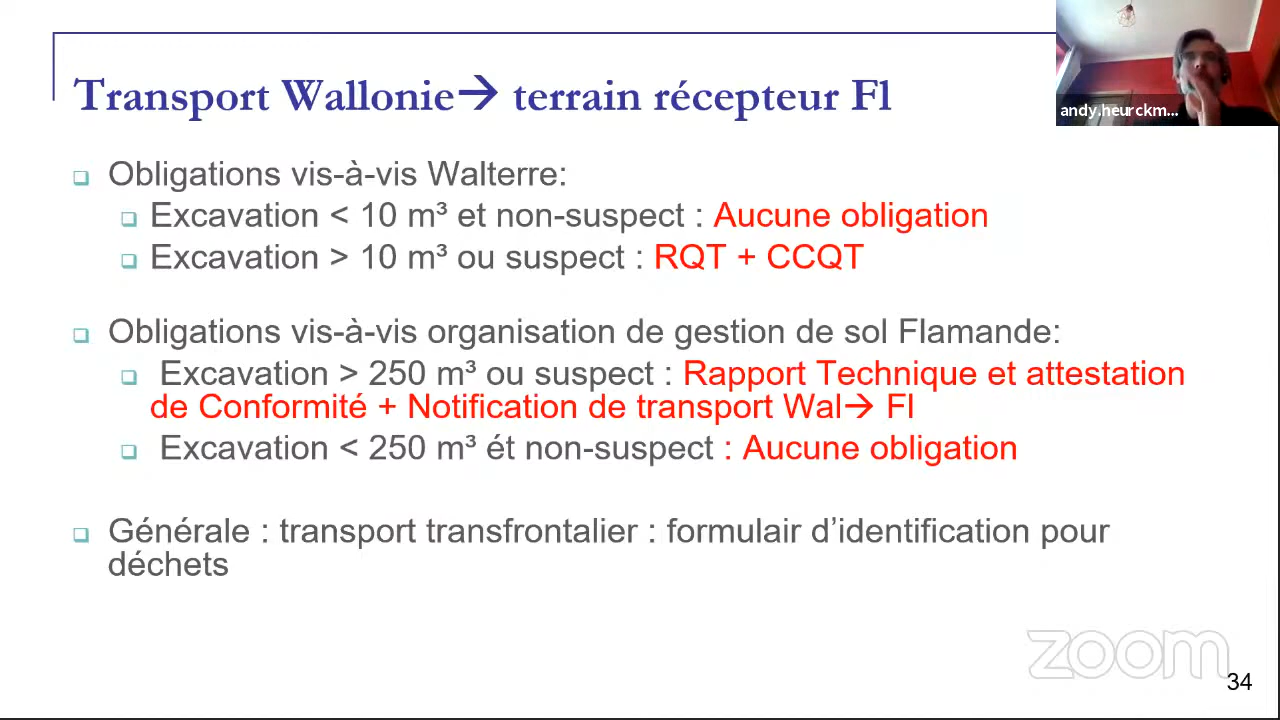 Transport Wallonie→ terrain récepteur Fl
andy.heurckm...
Obligations vis-à-vis Walterre:
Excavation < 10 m³ et non-suspect : Aucune obligation
Excavation > 10 m³ ou suspect : RQT + CCQT
Obligations vis-à-vis organisation de gestion de sol Flamande:
Excavation > 250 m³ ou suspect : Rapport Technique et attestation
de Conformité + Notification de transport Wal→ Fl
Excavation < 250 m³ ét non-suspect : Aucune obligation
Générale : transport transfrontalier : formulair d’identification pour
déchets
zoom
34